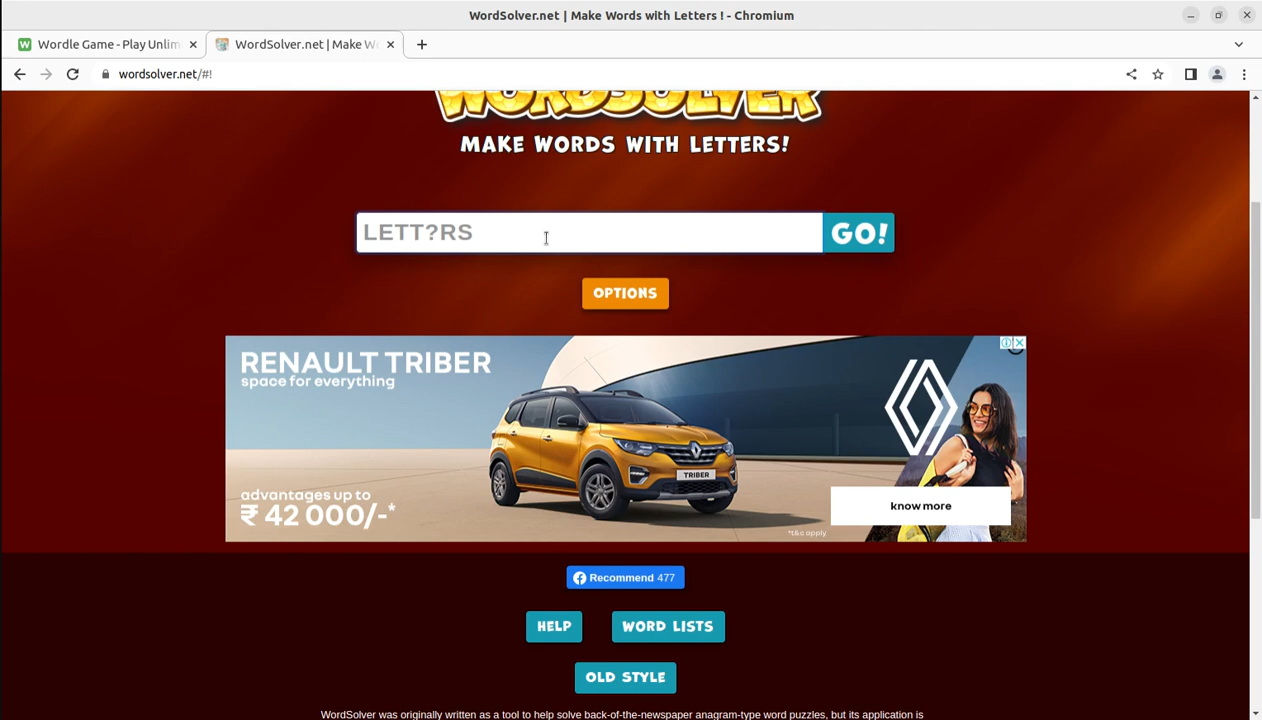 WordSolver.net | Make Words with Letters ! - Chromium
Wordle Game - Play Unlim
WordSolver.net | Make W
wordsolver.net/#!
WORDSOLVER
MAKE WORDS WITH LETTERS!
LETT?RS
GO!
OPTIONS
RENAULT TRIBER
space for everything
TRIBER
advantages up to
₹ 42 000/-*
*t&c apply
know more
Recommend 477
HELP
WORD LISTS
OLD STYLE
WordSolver was originally written as a tool to help solve back-of-the-newspaper anagram-type word puzzles, but its application is